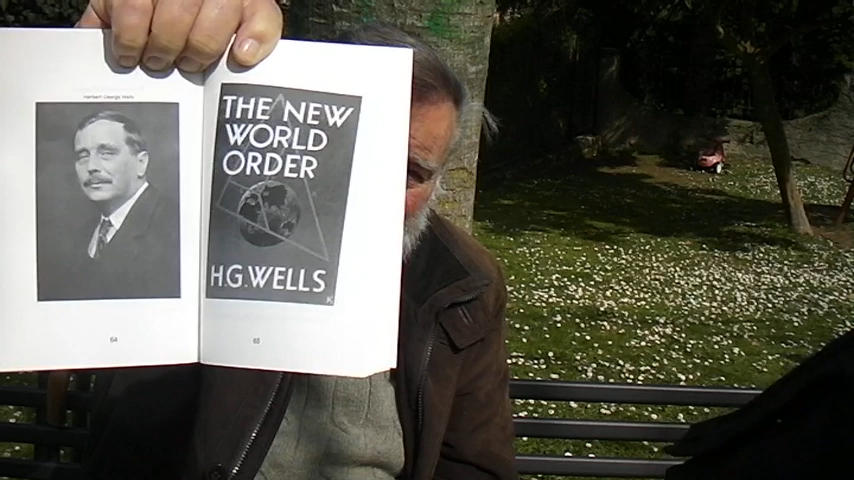 Herbert George Wells
64
THE NEW
WORLD
ORDER
H.G.WELLS
K
65